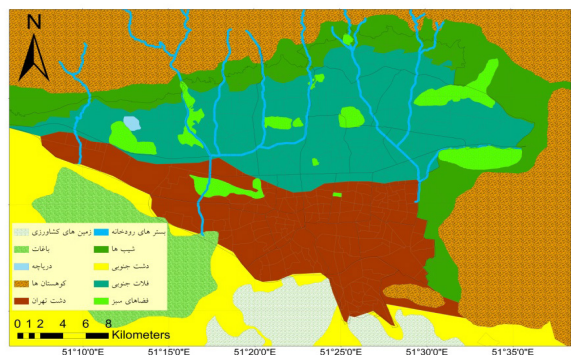 N
بستر های رودخانه
زمین های کشاورزی
شیب ها
باغات
دشت جنوبی
دریاچه
فلات جنوبی
کوهستان ها
فضاهای سبز
دشت تهران
0 1 2 4 6 8
Kilometers
51°10'0"E 51°15'0"E 51°20'0"E 51°25'0"E 51°30'0"E 51°35'0"E